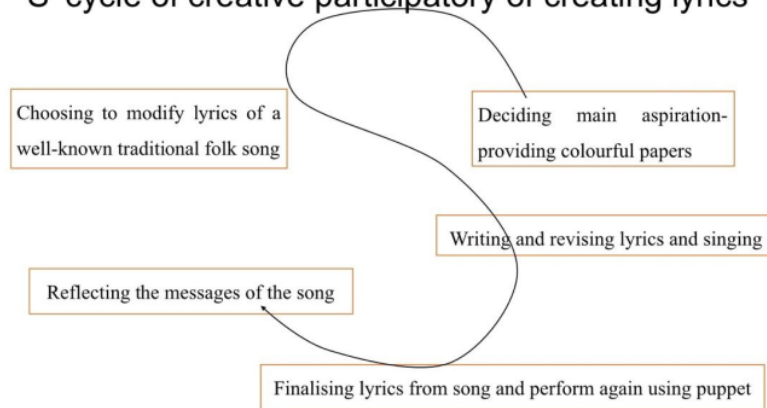 cycle of creative participatory of creating lyrics
Choosing to modify lyrics of a
well-known traditional folk song
Deciding main aspiration-
providing colourful papers
Writing and revising lyrics and singing
Reflecting the messages of the song
Finalising lyrics from song and perform again using puppet